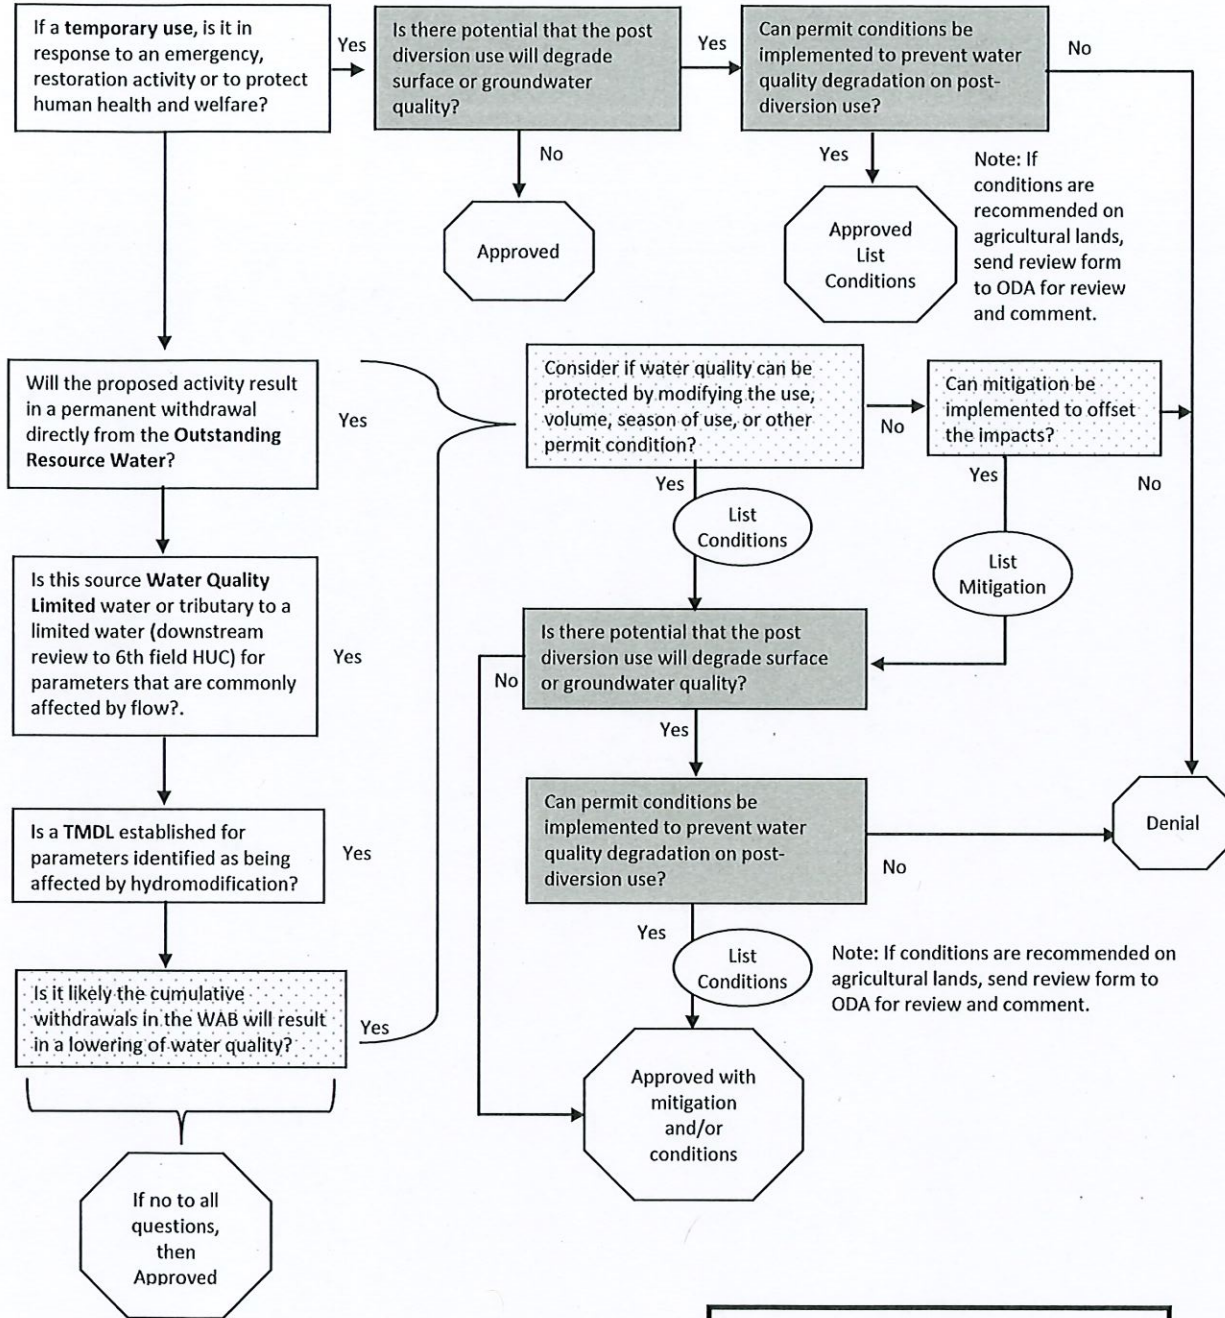 If a temporary use, is it in
response to an emergency,
restoration activity or to protect
human health and welfare?
Yes
Is there potential that the post
diversion use will degrade
surface or groundwater
quality?
Yes
Can permit conditions be
implemented to prevent water
quality degradation on post-
diversion use?
No
No
Approved
Yes
Approved
List
Conditions
Note: If
conditions are
recommended on
agricultural lands,
send review form
to ODA for review
and comment.
Will the proposed activity result
in a permanent withdrawal
directly from the Outstanding
Resource Water?
Yes
Is this source Water Quality
Limited water or tributary to a
limited water (downstream
review to 6th field HUC) for
parameters that are commonly
affected by flow?.
Yes
Is a TMDL established for
parameters identified as being
affected by hydromodification?
Yes
Is it likely the cumulative
withdrawals in the WAB will result
in a lowering of water quality?
Yes
If no to all
questions,
then
Approved
Consider if water quality can be
protected by modifying the use,
volume, season of use, or other
permit condition?
No
Can mitigation be
implemented to offset
the impacts?
No
Yes
List
Conditions
Yes
List
Mitigation
Is there potential that the post
diversion use will degrade surface
or groundwater quality?
No
Yes
Can permit conditions be
implemented to prevent water
quality degradation on post-
diversion use?
No
Denial
Yes
List
Conditions
Note: If conditions are recommended on
agricultural lands, send review form to
ODA for review and comment.
Approved with
mitigation
and/or
conditions